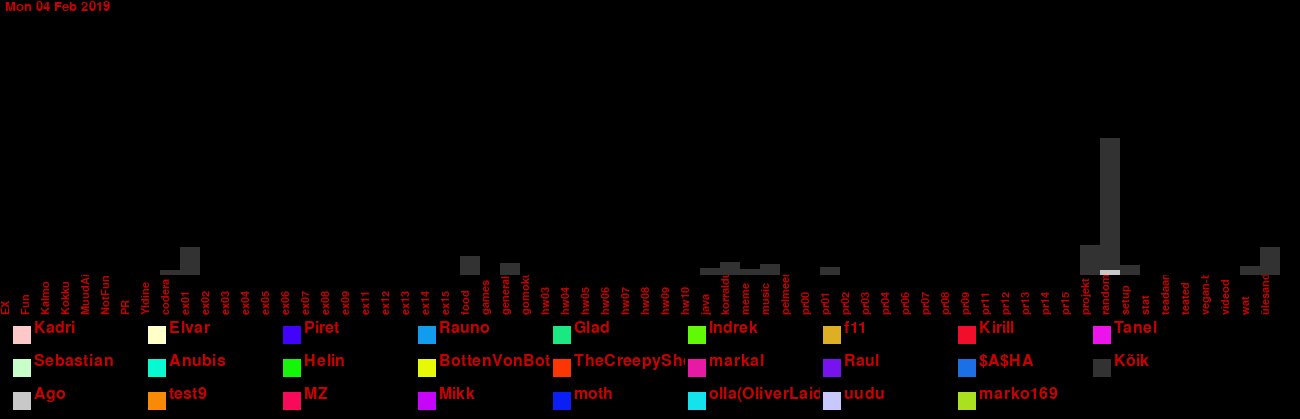 Mon 04 Feb 2019
EX Fun Kalmo Kokku MuudAi NotFun PR Yldine codera ex01 ex02 ex03 ex04 ex05 ex06 ex07 ex08 ex09 ex11 ex12 ex13 ex14 ex15 food games general gomoku hw03 hw04 hw05 hw06 hw07 hw08 hw09 hw10 java korraldu meme music pelmeer pr00 pr01 pr02 pr03 pr04 pr06 pr07 pr08 pr09 pr11 pr12 pr13 pr14 pr15 projekt random setup stat teadaan teated vegan-t videod wat ülesand
Kadri Elvar Piret Rauno Glad Indrek f11 Kirill Tanel
Sebastian Anubis Helin BottenVonBot TheCreepyShe markal Raul $A$HA Kõik
Ago test9 MZ Mikk moth olla(OliverLaid uudu marko169